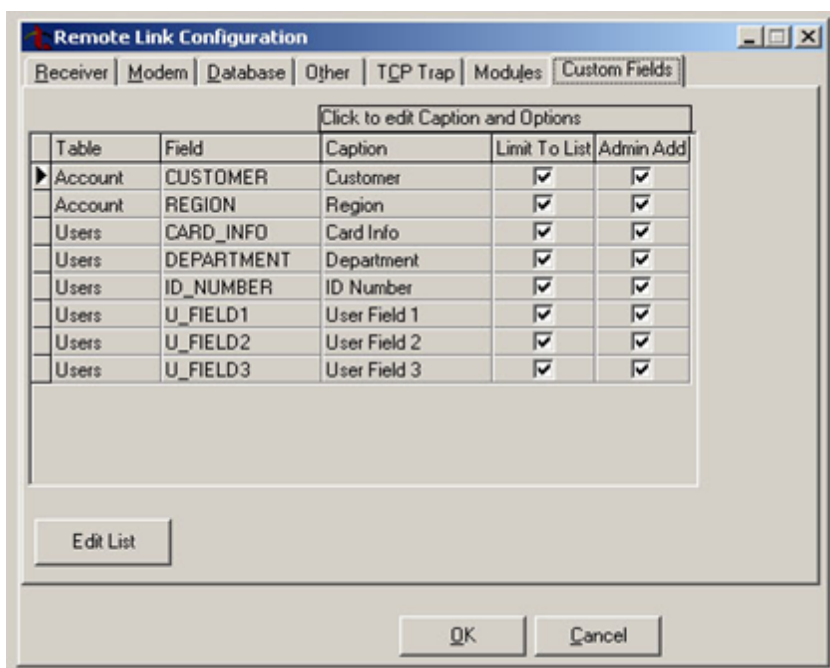 Remote Link Configuration
Receiver Modem Database Other TCP Trap Modules Custom Fields
Click to edit Caption and Options
Table Field Caption Limit To List Admin Add
Account CUSTOMER Customer
Account REGION Region
Users CARD_INFO Card Info
Users DEPARTMENT Department
Users ID_NUMBER ID Number
Users U_FIELD1 User Field 1
Users U_FIELD2 User Field 2
Users U_FIELD3 User Field 3
Edit List
OK Cancel